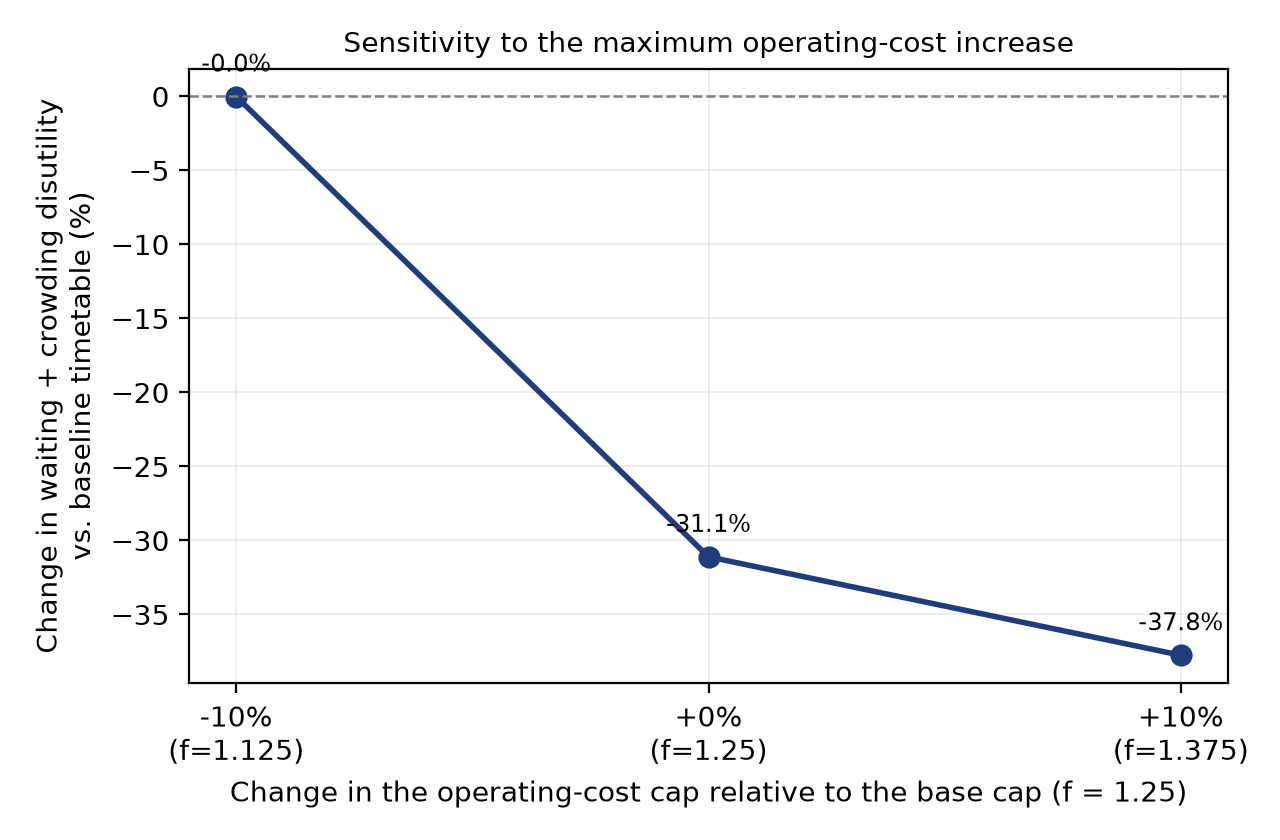 Sensitivity to the maximum operating-cost increase
-0.0%
-31.1%
-37.8%
0
−5
−10
−15
−20
−25
−30
−35
Change in waiting + crowding disutility
vs. baseline timetable (%)
-10%
(f=1.125)
+0%
(f=1.25)
+10%
(f=1.375)
Change in the operating-cost cap relative to the base cap (f = 1.25)